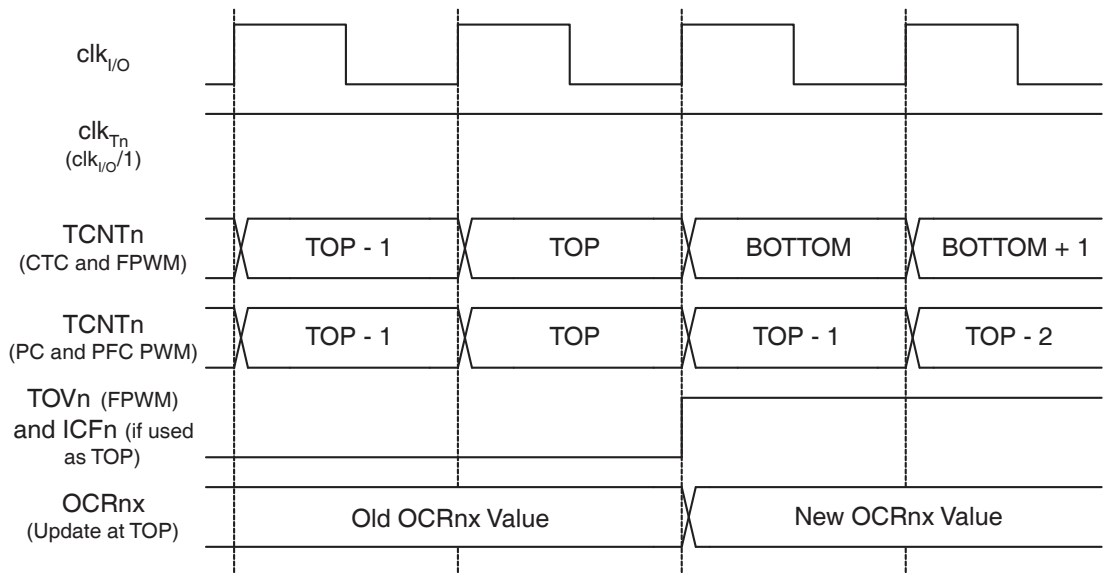 clkI/O
clkTn
(clkI/O/1)
TCNTn
(CTC and FPWM)
TOP - 1
TOP
BOTTOM
BOTTOM + 1
TCNTn
(PC and PFC PWM)
TOP - 1
TOP
TOP - 1
TOP - 2
TOVn (FPWM)
and ICFn (if used
as TOP)
OCRnx
(Update at TOP)
Old OCRnx Value
New OCRnx Value